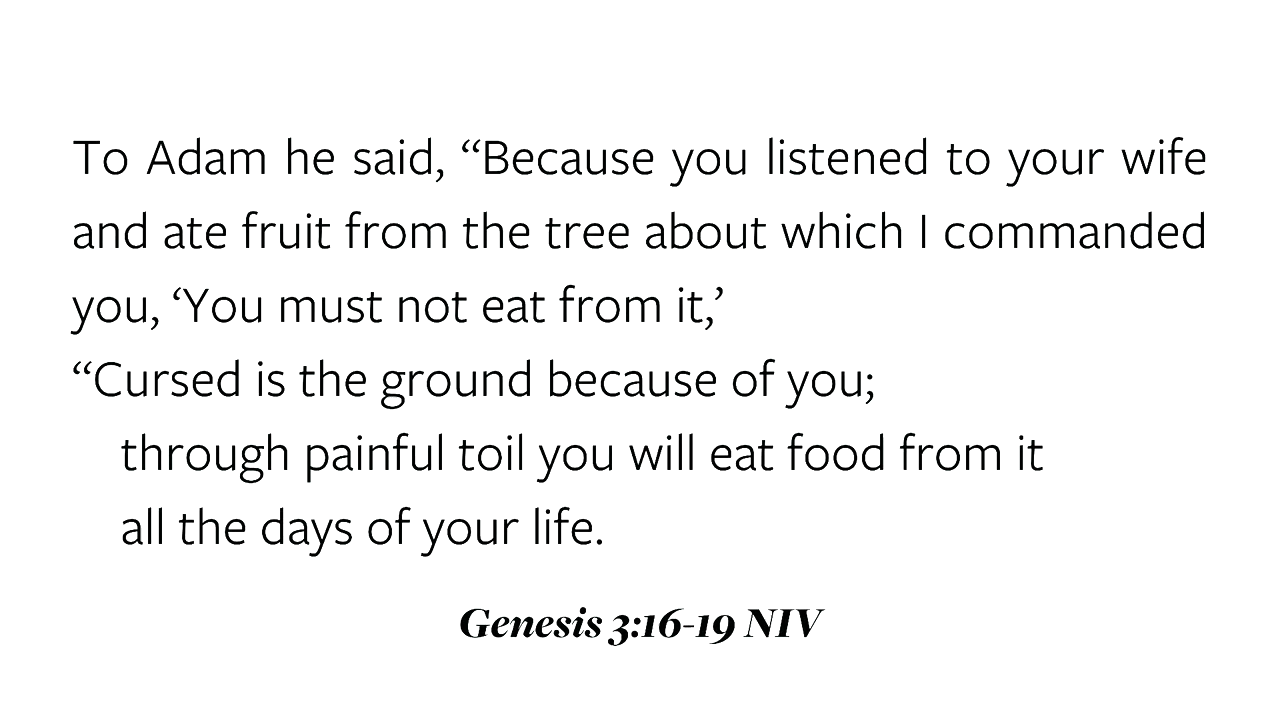 To Adam he said, “Because you listened to your wife
and ate fruit from the tree about which I commanded
you, ‘You must not eat from it,’
“Cursed is the ground because of you;
through painful toil you will eat food from it
all the days of your life.
Genesis 3:16-19 NIV